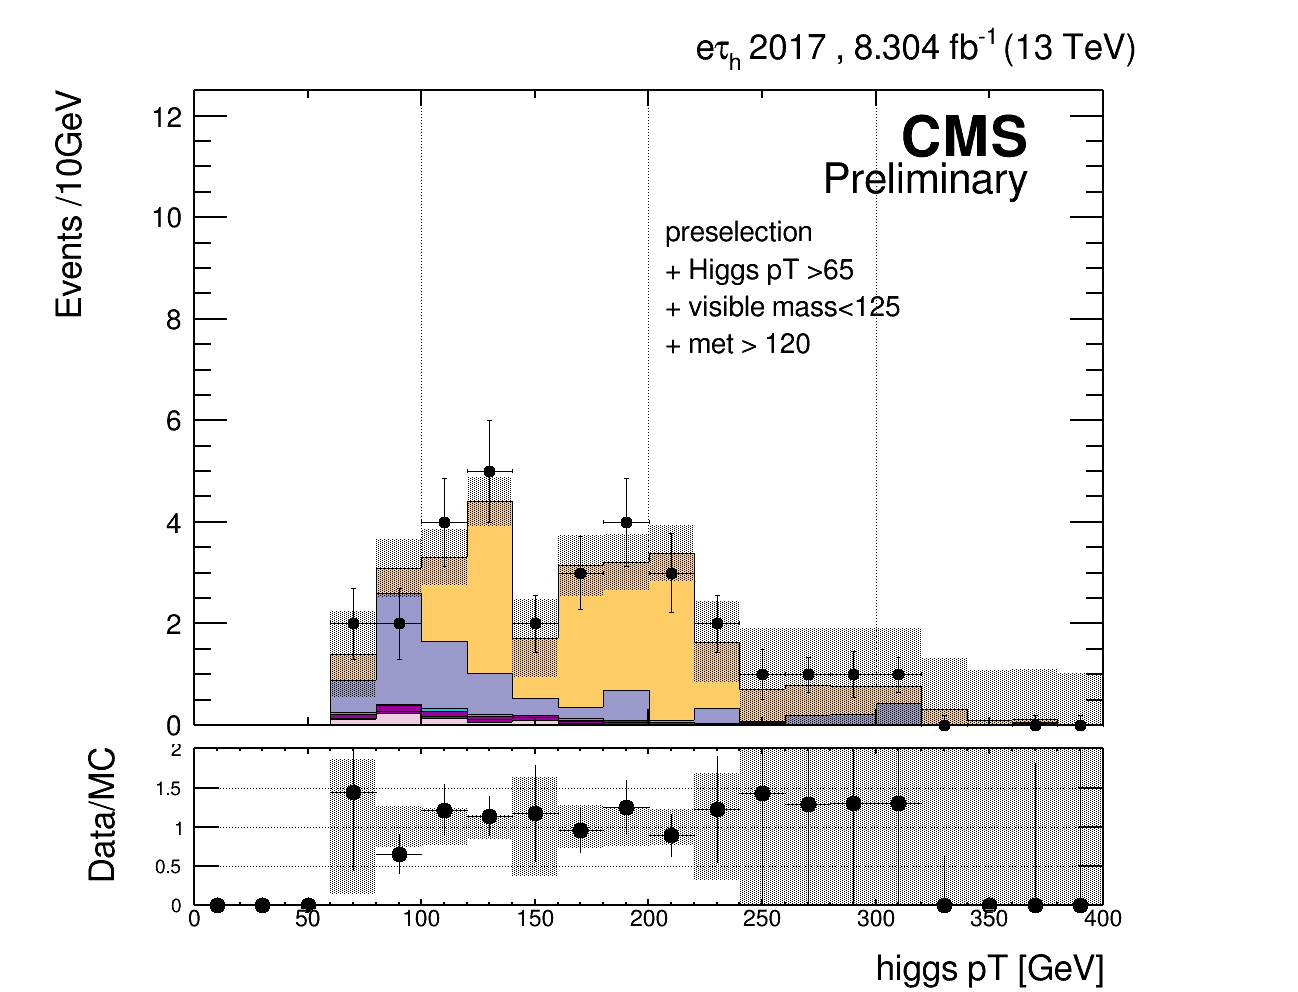 eτh 2017 , 8.304 fb-1 (13 TeV)
Events /10GeV
12
10
8
6
4
2
0
CMS
Preliminary
preselection
+ Higgs pT >65
+ visible mass<125
+ met > 120
Data/MC
2
1.5
1
0.5
0
0 50 100 150 200 250 300 350 400
higgs pT [GeV]